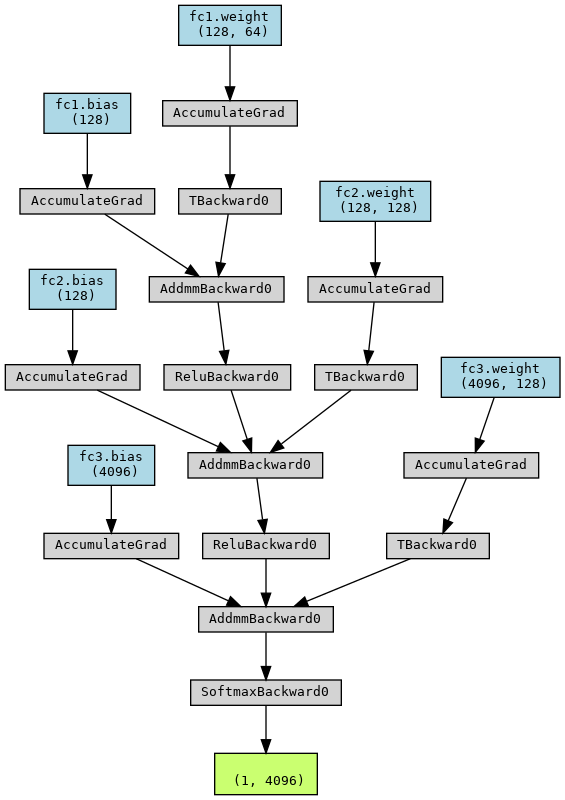 fc1.weight
(128, 64)
fc1.bias
(128)
AccumulateGrad
AccumulateGrad
TBackward0
fc2.weight
(128, 128)
fc2.bias
(128)
AddmmBackward0
AccumulateGrad
AccumulateGrad
ReluBackward0
TBackward0
fc3.weight
(4096, 128)
fc3.bias
(4096)
AddmmBackward0
AccumulateGrad
AccumulateGrad
ReluBackward0
TBackward0
AddmmBackward0
SoftmaxBackward0
(1, 4096)